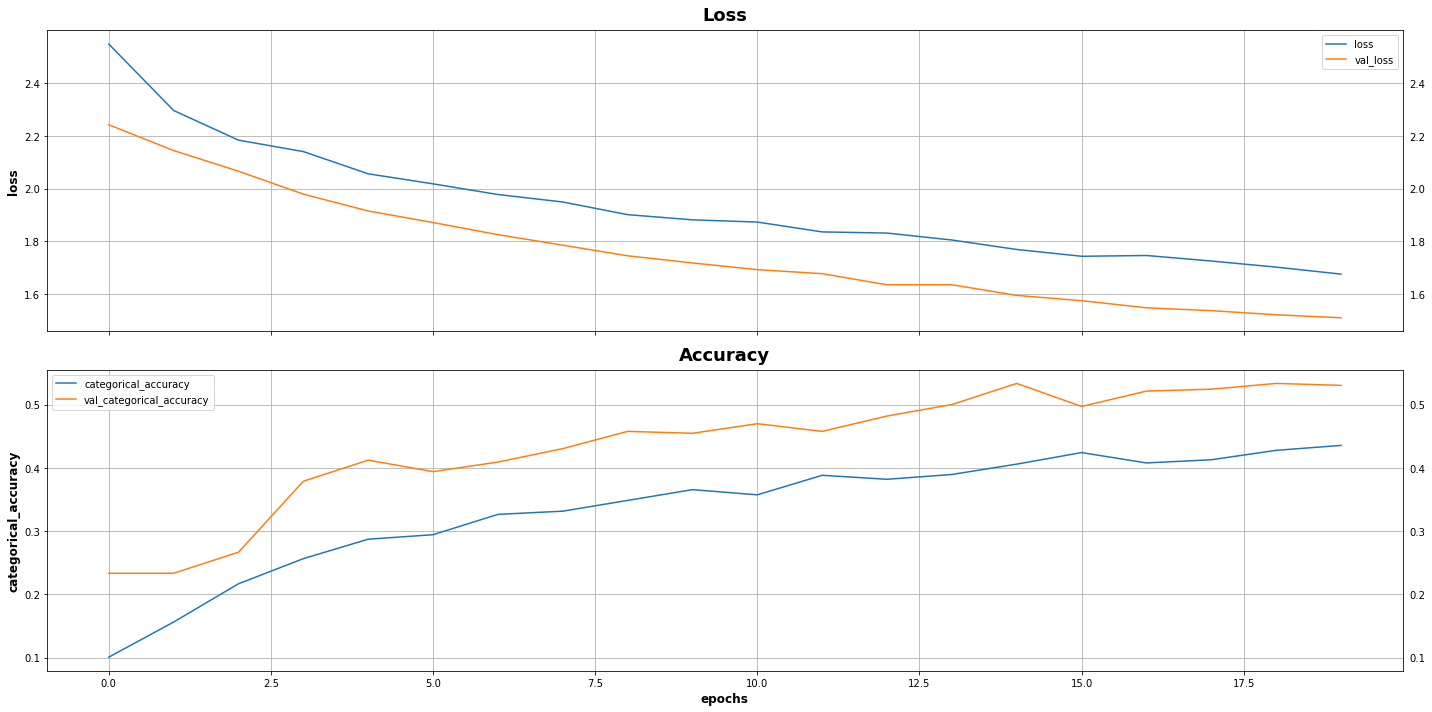 Loss
loss
val_loss
2.4
2.2
2.0
1.8
1.6
2.4
2.2
2.0
1.8
1.6
loss
Accuracy
categorical_accuracy
val_categorical_accuracy
0.5
0.4
0.3
0.2
0.1
0.5
0.4
0.3
0.2
0.1
categorical_accuracy
0.0 2.5 5.0 7.5 10.0 12.5 15.0 17.5
epochs